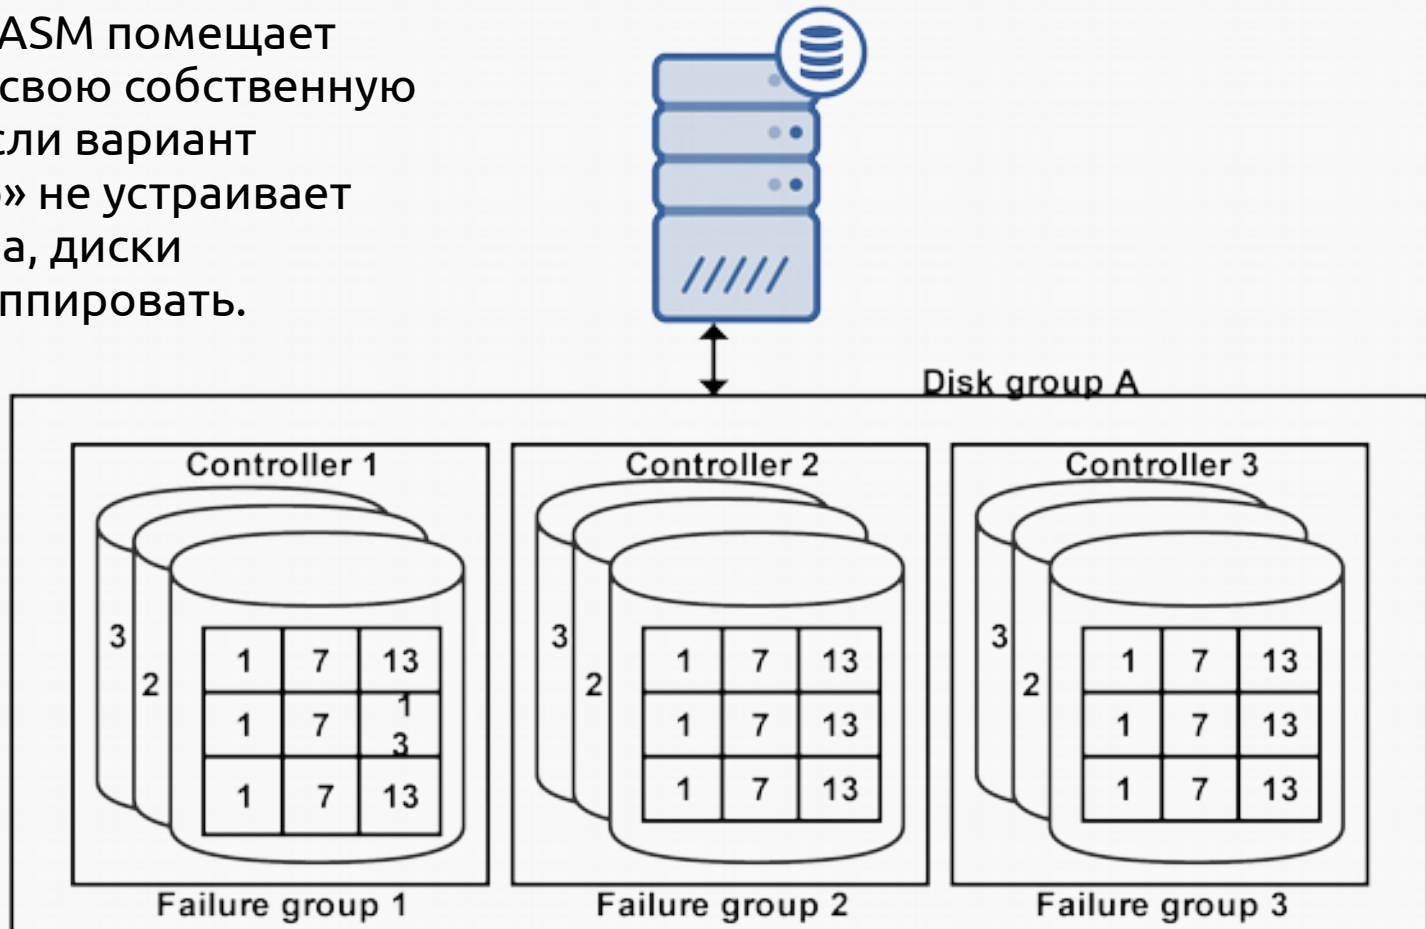 ASM помещает
свою собственную
вариант
не устраивает
диски
Disk group A
Controller 1
Controller 2
Controller 3
3
2
1 7 13
1 7 1
3
1 7 13
3
2
1 7 13
1 7 13
1 7 13
3
2
1 7 13
1 7 13
1 7 13
Failure group 1
Failure group 2
Failure group 3